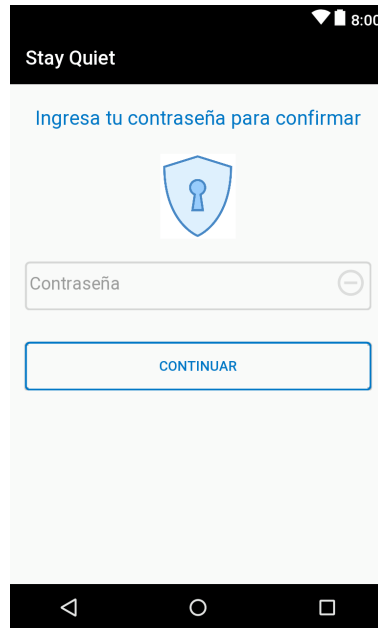 8:00
Stay Quiet
Ingresa tu contraseña para confirmar
Contraseña
CONTINUAR